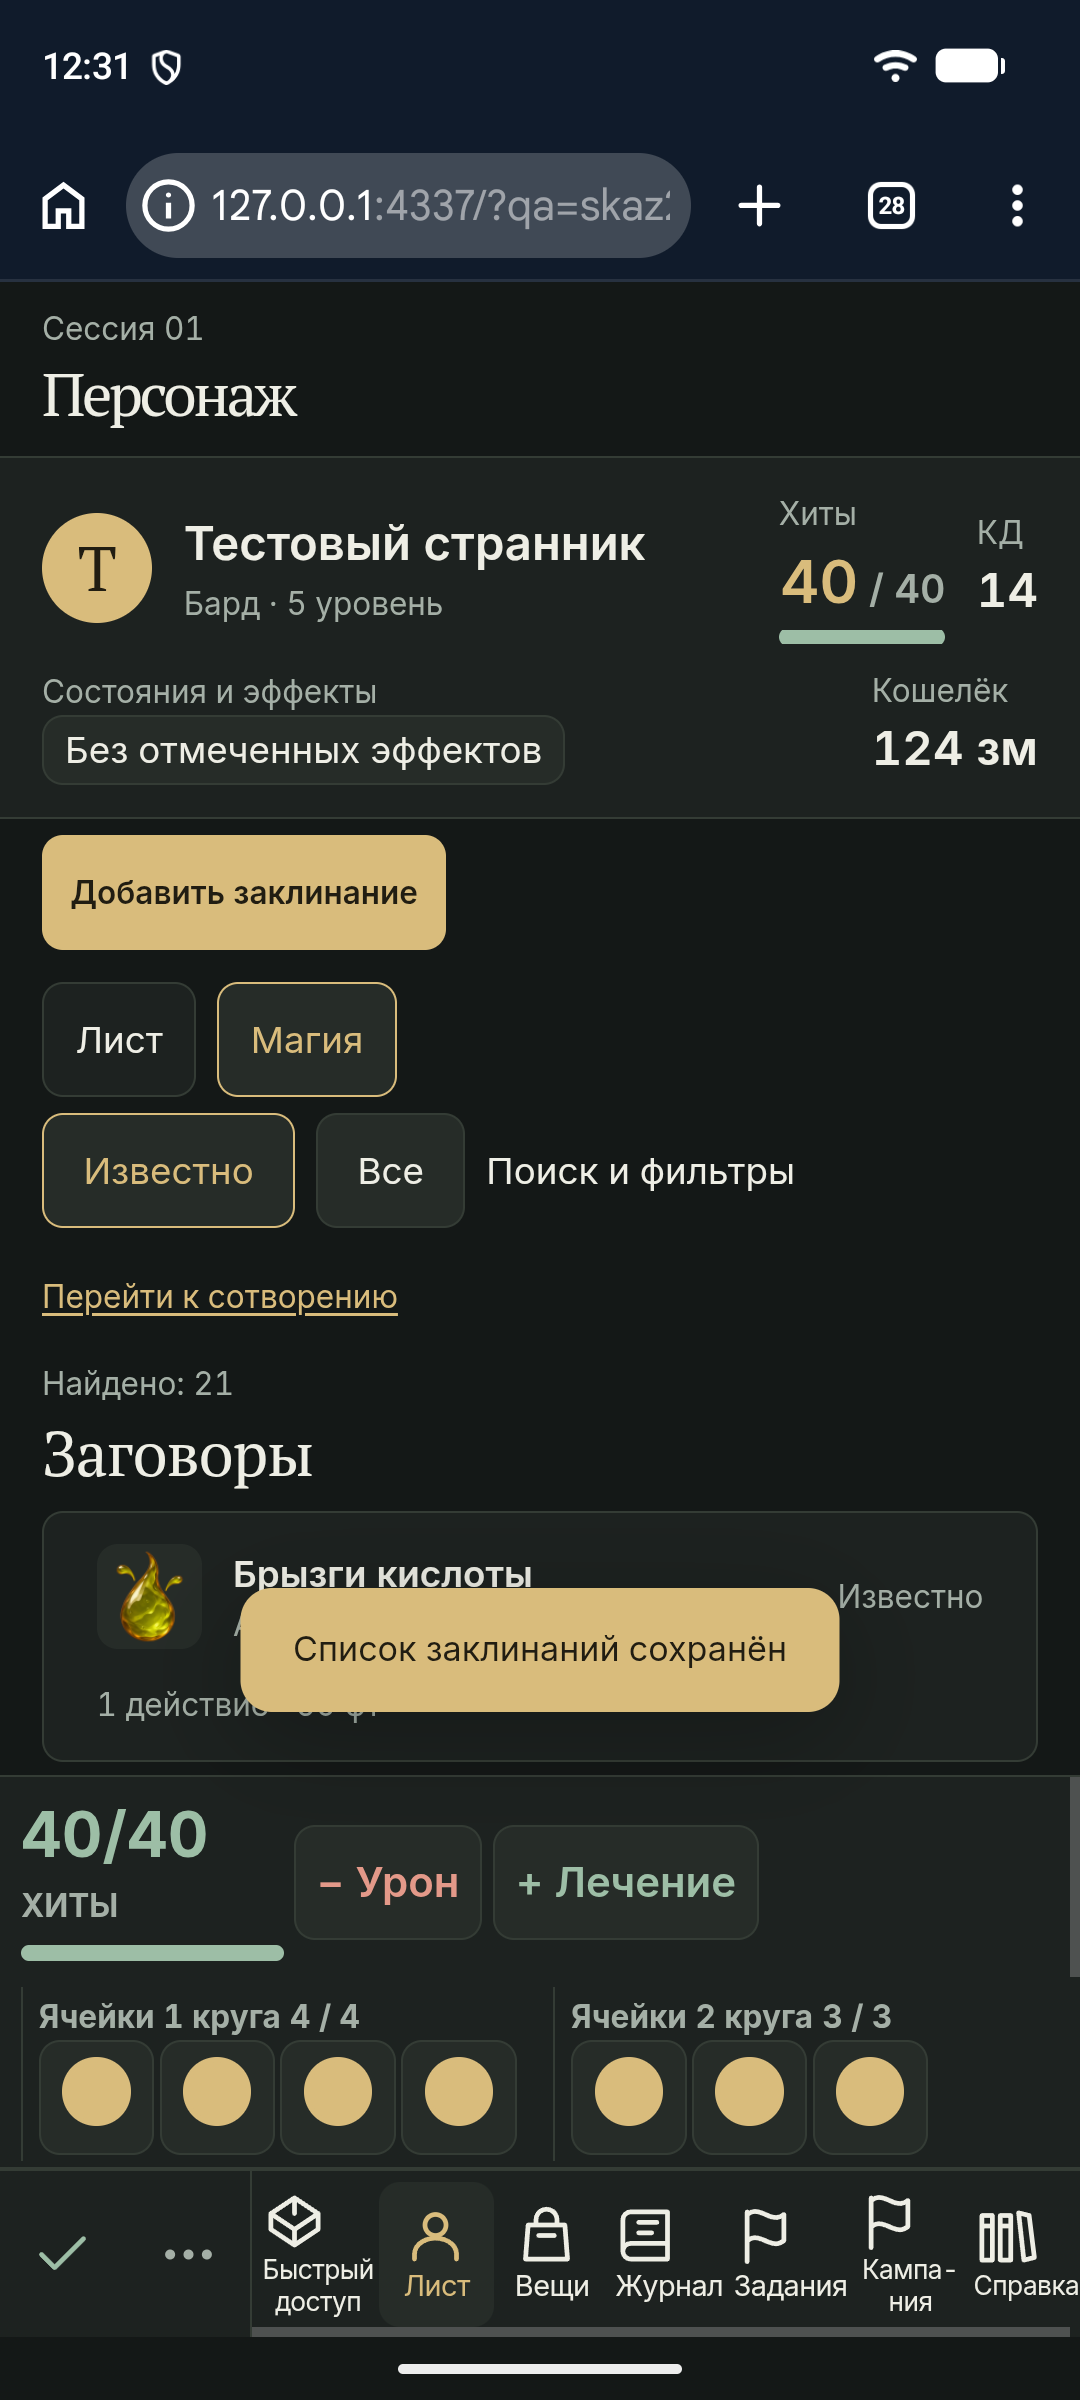 12:31
127.0.0.1:4337/?qa=skaz
28
Сессия 01
Персонаж
Т
Тестовый странник
Бард · 5 уровень
Хиты
40 / 40
КД
14
Состояния и эффекты
Без отмеченных эффектов
Кошелёк
124 зм
Добавить заклинание
Лист
Магия
Известно
Все
Поиск и фильтры
Перейти к сотворению
Найдено: 21
Заговоры
Брызги кислоты
Известно
Список заклинаний сохранён
1 действие
40/40
ХИТЫ
– Урон
+ Лечение
Ячейки 1 круга 4 / 4
Ячейки 2 круга 3 / 3
Быстрый
доступ
Лист
Вещи
Журнал
Задания
Кампа-
ния
Справка